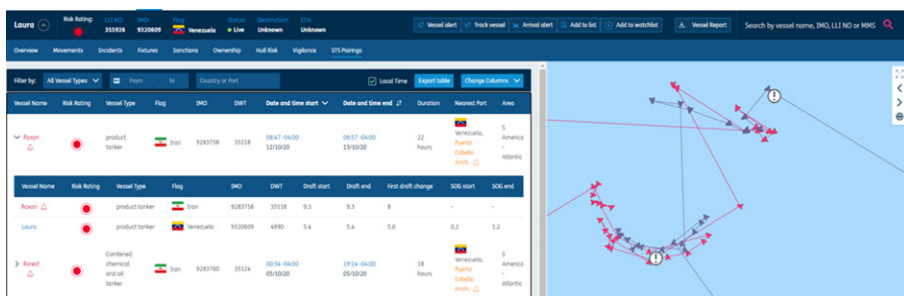 Laura
Risk Rating:
LLI NO:
355926
IMO:
9320609
Flag:
Venezuela
Status:
Live
Destination:
Unknown
ETA:
Unknown
Vessel alert
Track vessel
Arrival alert
Add to list
Add to watchlist
Vessel Report
Search by vessel name, IMO, LLI NO or MMS
Overview Movements Incidents Fixtures Sanctions Ownership Hull Risk Vigilance STS Pairings
Filter by: All Vessel Types From To Country or Port Local Time Export table Change Columns
Vessel Name Risk Rating Vessel Type Flag IMO DWT Date and time start Date and time end Duration Nearest Port Area
Faxon
product
tanker
Iran
9283758
35118
08:47 -04:00
12/10/20
06:57 -04:00
13/10/20
22
hours
Venezuela,
Puerto
Cabello
Anch.
S
America
-
Atlantic
Vessel Name Risk Rating Vessel Type Flag IMO DWT Draft start Draft end First draft change SOG start SOG end
Faxon product tanker Iran 9283758 35118 9.3 9.3 8 - -
Laura product tanker Venezuela 9320609 4990 5.4 5.4 5.6 0.2 1.2
Forest
Combined
chemical
and oil
tanker
Iran
9283760
35124
00:34 -04:00
05/10/20
19:14 -04:00
05/10/20
18
hours
Venezuela,
Puerto
Cabello
Anch.
S
America
-
Atlantic